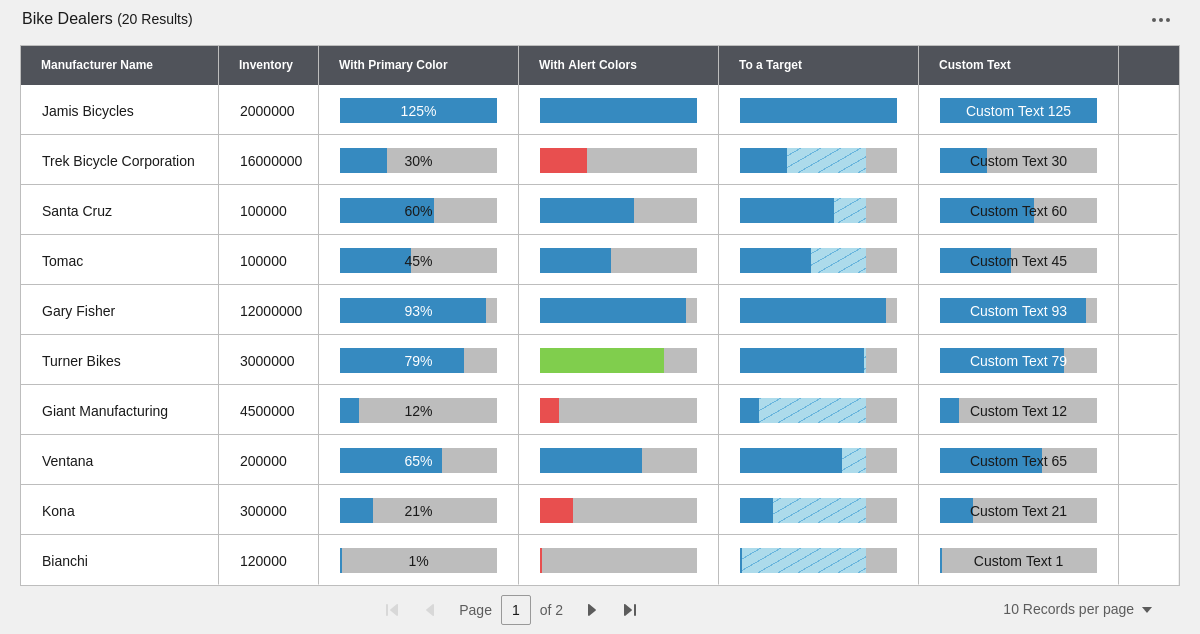 Bike Dealers (20 Results)
Manufacturer Name Inventory With Primary Color With Alert Colors To a Target Custom Text
Jamis Bicycles 2000000 125% Custom Text 125
Trek Bicycle Corporation 16000000 30% Custom Text 30
Santa Cruz 100000 60% Custom Text 60
Tomac 100000 45% Custom Text 45
Gary Fisher 12000000 93% Custom Text 93
Turner Bikes 3000000 79% Custom Text 79
Giant Manufacturing 4500000 12% Custom Text 12
Ventana 200000 65% Custom Text 65
Kona 300000 21% Custom Text 21
Bianchi 120000 1% Custom Text 1
Page 1 of 2 10 Records per page